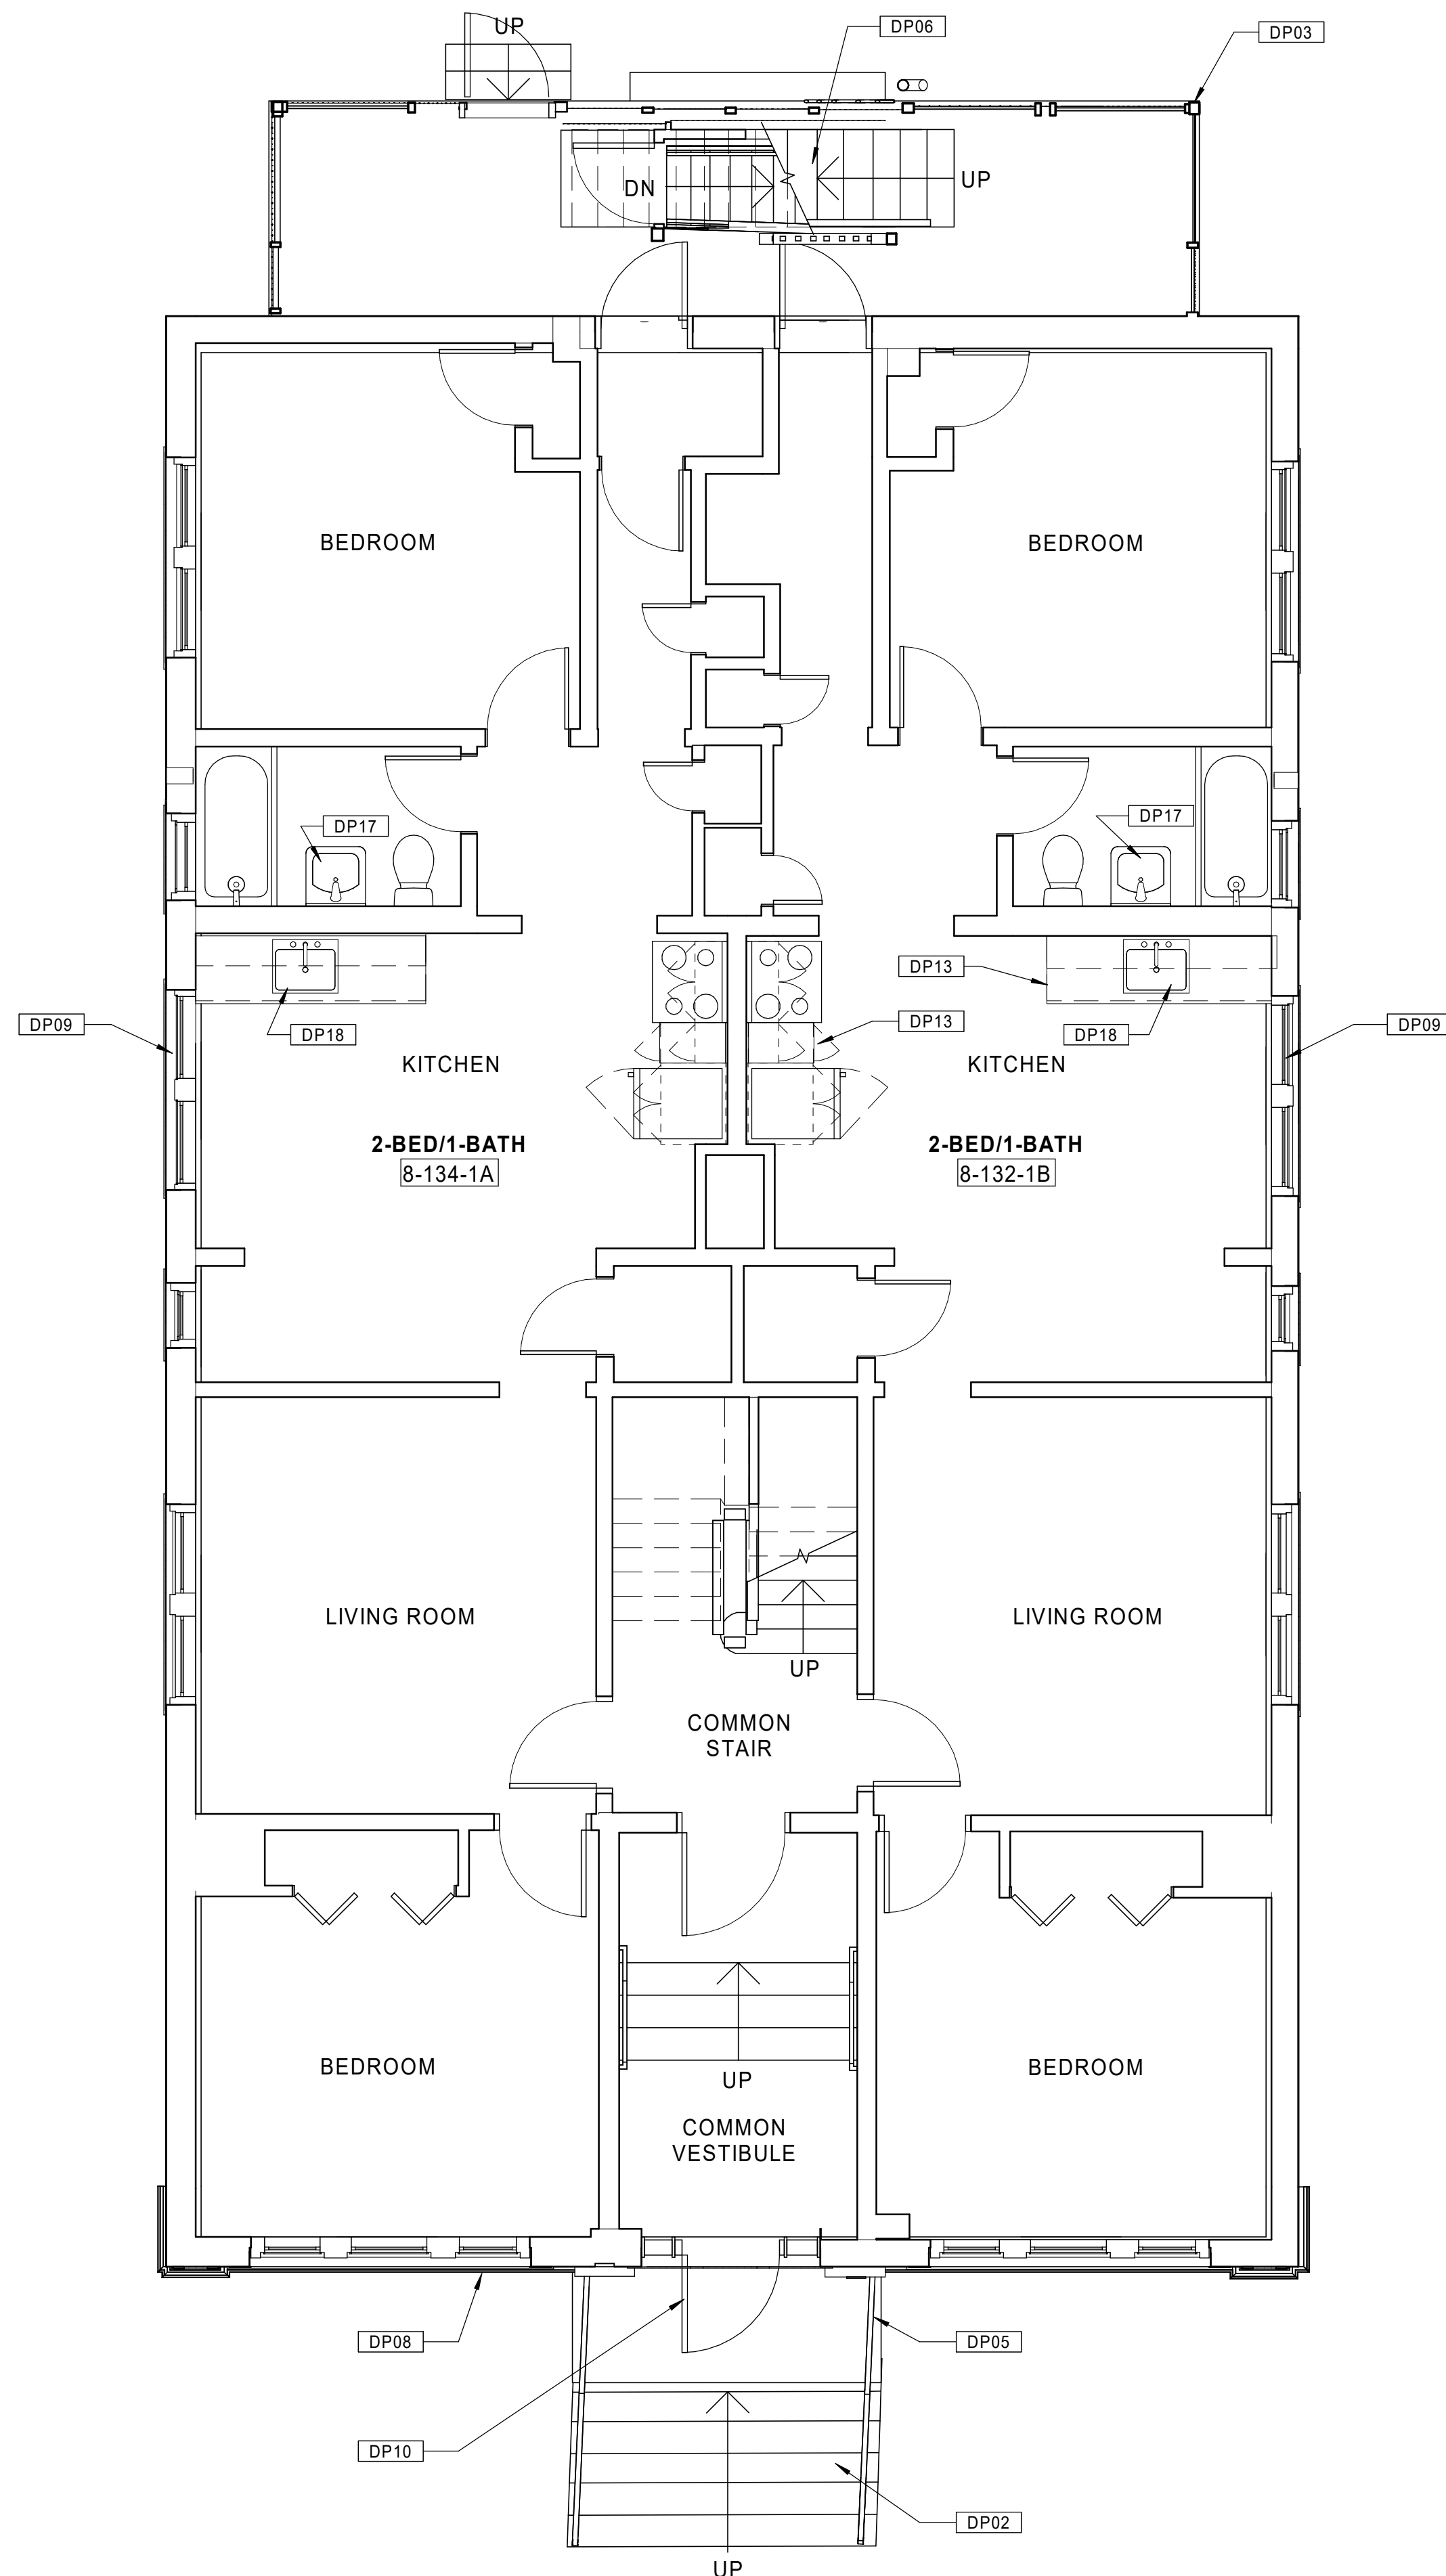 UP
DP06
DP03
DN
UP
BEDROOM
BEDROOM
DP17
DP17
DP13
DP09
DP18
DP13
DP18
DP09
KITCHEN
KITCHEN
2-BED/1-BATH
8-134-1A
2-BED/1-BATH
8-132-1B
LIVING ROOM
LIVING ROOM
UP
COMMON
STAIR
BEDROOM
BEDROOM
UP
COMMON
VESTIBULE
DP08
DP05
DP10
DP02
UP